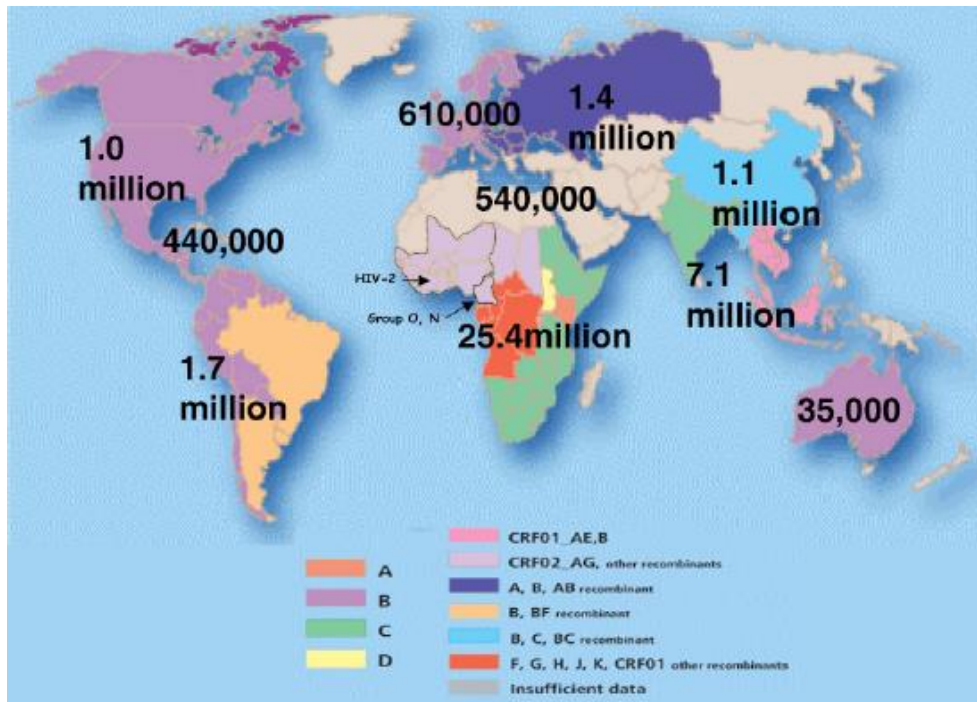 610,000
1.4
million
1.0
million
1.1
million
540,000
440,000
HIV-2
7.1
million
Group O, N
25.4million
1.7
million
35,000
A
B
C
D
CRF01_AE,B
CRF02_AG, other recombinants
A, B, AB recombinant
B, BF recombinant
B, C, BC recombinant
F, G, H, J, K, CRF01 other recombinants
Insufficient data